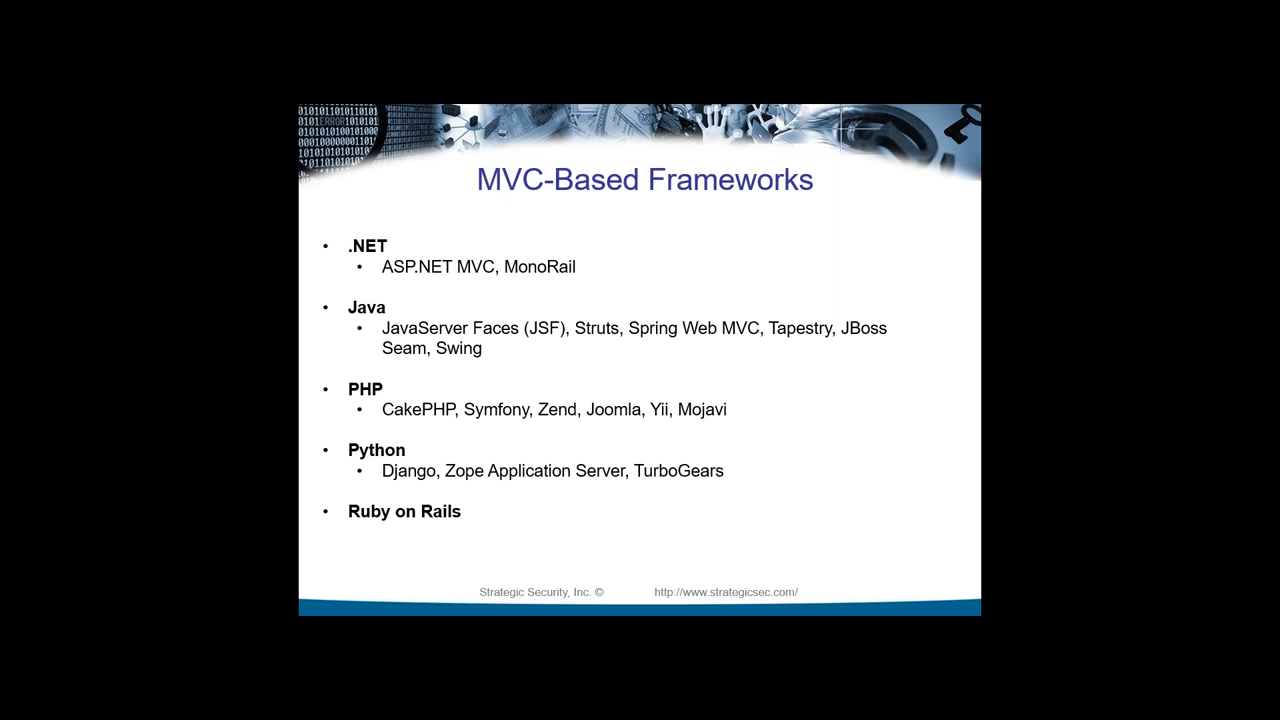 MVC-Based Frameworks
• .NET
• ASP.NET MVC, MonoRail
• Java
• JavaServer Faces (JSF), Struts, Spring Web MVC, Tapestry, JBoss
Seam, Swing
• PHP
• CakePHP, Symfony, Zend, Joomla, Yii, Mojavi
• Python
• Django, Zope Application Server, TurboGears
• Ruby on Rails
Strategic Security, Inc. © http://www.strategicsec.com/